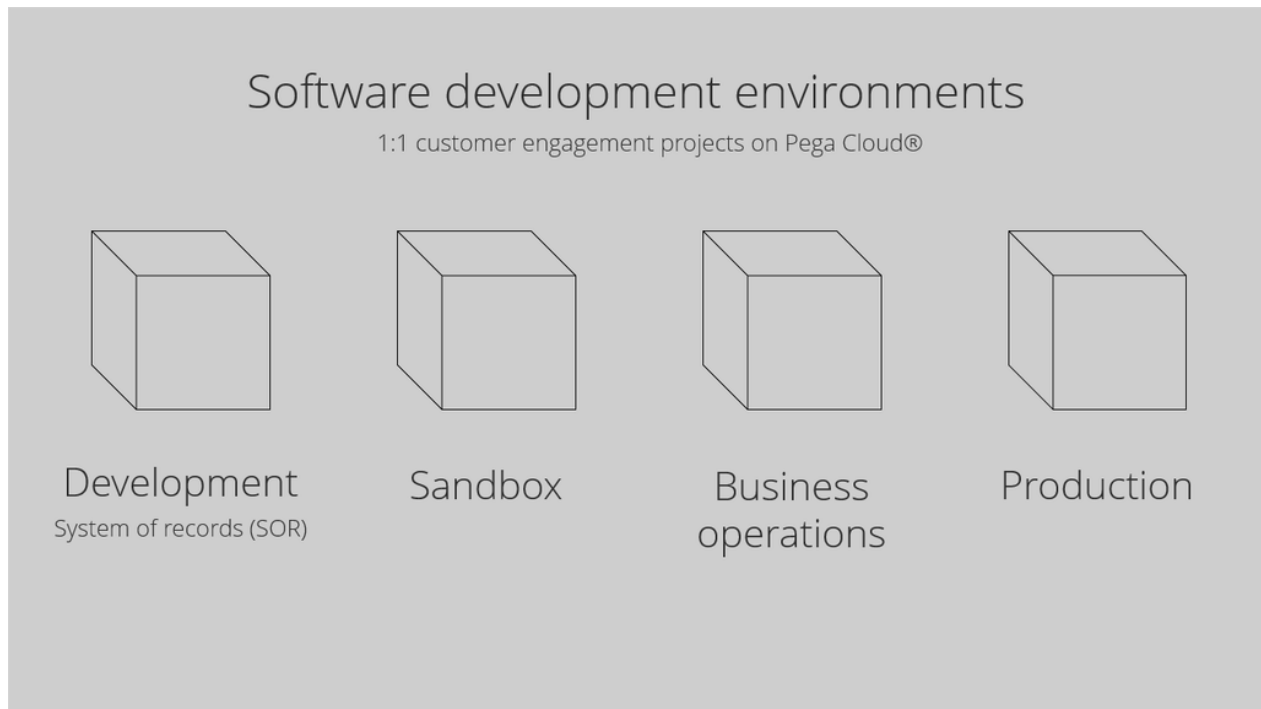 Software development environments
1:1 customer engagement projects on Pega Cloud®
Development
System of records (SOR)
Sandbox
Business
operations
Production